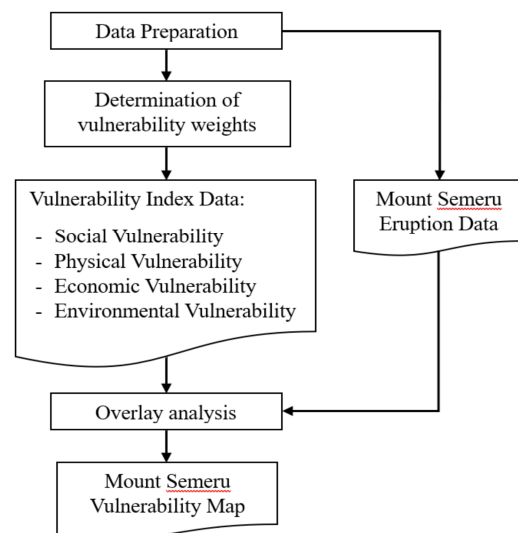 Data Preparation
Determination of
vulnerability weights
Vulnerability Index Data:
- Social Vulnerability
- Physical Vulnerability
- Economic Vulnerability
- Environmental Vulnerability
Mount Semeru
Eruption Data
Overlay analysis
Mount Semeru
Vulnerability Map